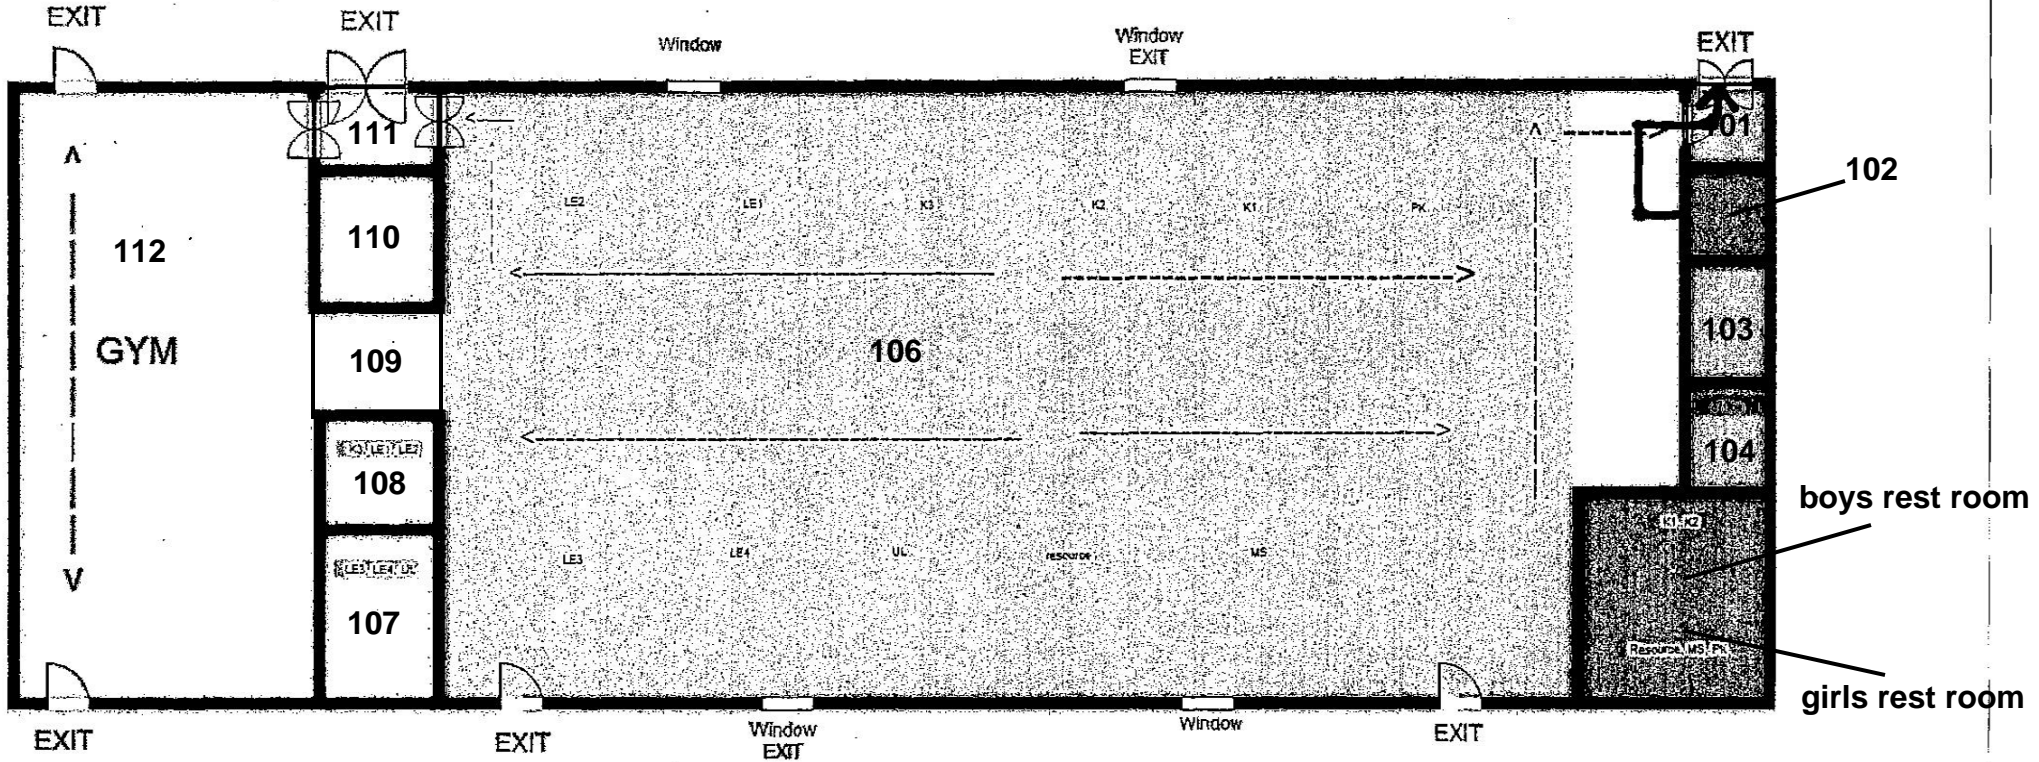 EXIT
EXIT
Window
Window
EXIT
EXIT
111
101
102
LE2
LE1
K3
K2
K1
PK
110
112
GYM
109
106
103
K3 LE1 LE2
108
104
boys rest room
K1 K2
LE3
LE4
UL
resource
MS
LE3 LE4 UL
107
Resource, MS PK
girls rest room
EXIT
EXIT
Window
EXIT
Window
EXIT